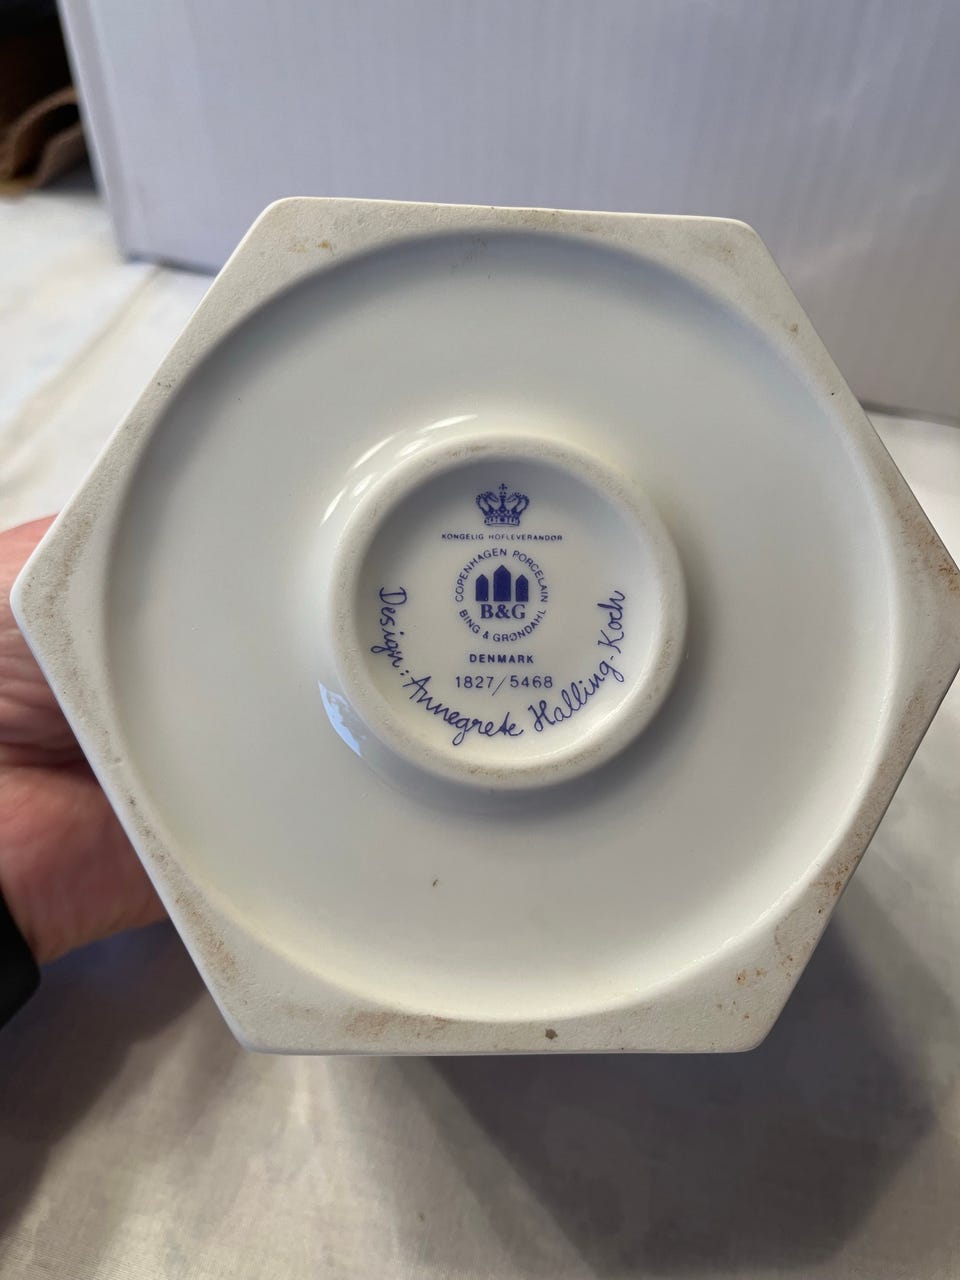 KONGELIG HOFLEVERANDØR
COPENHAGEN PORCELAIN
B&G
BING & GRØNDAHL
DENMARK
1827/5468
Design: Annegrete Halling-Koch